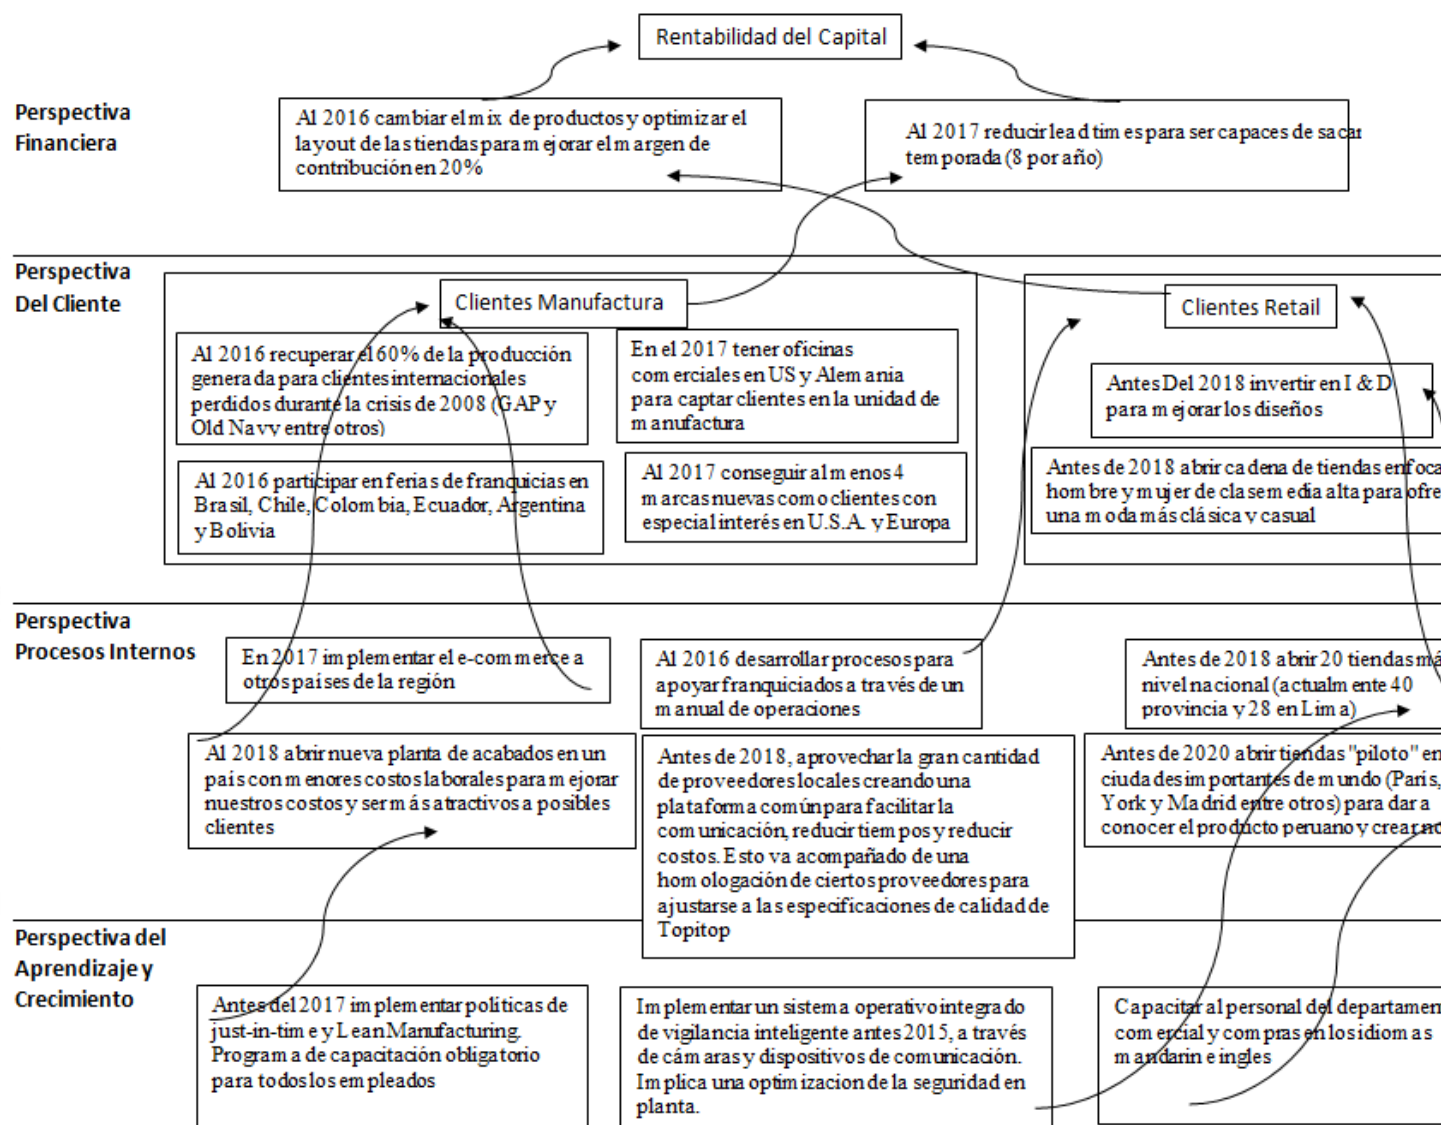 Rentabilidad del Capital
Perspectiva
Financiera
Al 2016 cambiar el mix de productos y optimizar el
layout de las tiendas para mejorar el margen de
contribución en 20%
Al 2017 reducir lead times para ser capaces de sacar
temporada (8 por año)
Perspectiva
Del Cliente
Clientes Manufactura
Al 2016 recuperar el 60% de la producción
generada para clientes internacionales
perdidos durante la crisis de 2008 (GAP y
Old Navy entre otros)
En el 2017 tener oficinas
comerciales en US y Alemania
para captar clientes en la unidad de
manufactura
Al 2016 participar en ferias de franquicias en
Brasil, Chile, Colombia, Ecuador, Argentina
y Bolivia
Al 2017 conseguir al menos 4
marcas nuevas como clientes con
especial interés en U.S.A. y Europa
Clientes Retail
Antes Del 2018 invertir en I & D
para mejorar los diseños
Antes de 2018 abrir cadena de tiendas enfoca
hombre y mujer de clase media alta para ofre
una moda más clásica y casual
Perspectiva
Procesos Internos
En 2017 implementar el e-commerce a
otros países de la región
Al 2016 desarrollar procesos para
apoyar franquiciados a través de un
manual de operaciones
Antes de 2018 abrir 20 tiendas má
nivel nacional (actualmente 40
provincia y 28 en Lima)
Al 2018 abrir nueva planta de acabados en un
país con menores costos laborales para mejorar
nuestros costos y ser más atractivos a posibles
clientes
Antes de 2018, aprovechar la gran cantidad
de proveedores locales creando una
plataforma común para facilitar la
comunicación, reducir tiempos y reducir
costos. Esto va acompañado de una
homologación de ciertos proveedores para
ajustarse a las especificaciones de calidad de
Topitop
Antes de 2020 abrir tiendas "piloto" en
ciudades importantes de mundo (París,
York y Madrid entre otros) para dar a
conocer el producto peruano y crear no
Perspectiva del
Aprendizaje y
Crecimiento
Antes del 2017 implementar políticas de
just-in-time y Lean Manufacturing.
Programa de capacitación obligatorio
para todos los empleados
Implementar un sistema operativo integrado
de vigilancia inteligente antes 2015, a través
de cámaras y dispositivos de comunicación.
Implica una optimizacion de la seguridad en
planta.
Capacitar al personal del departamen
comercial y compras en los idiomas
mandarin e ingles